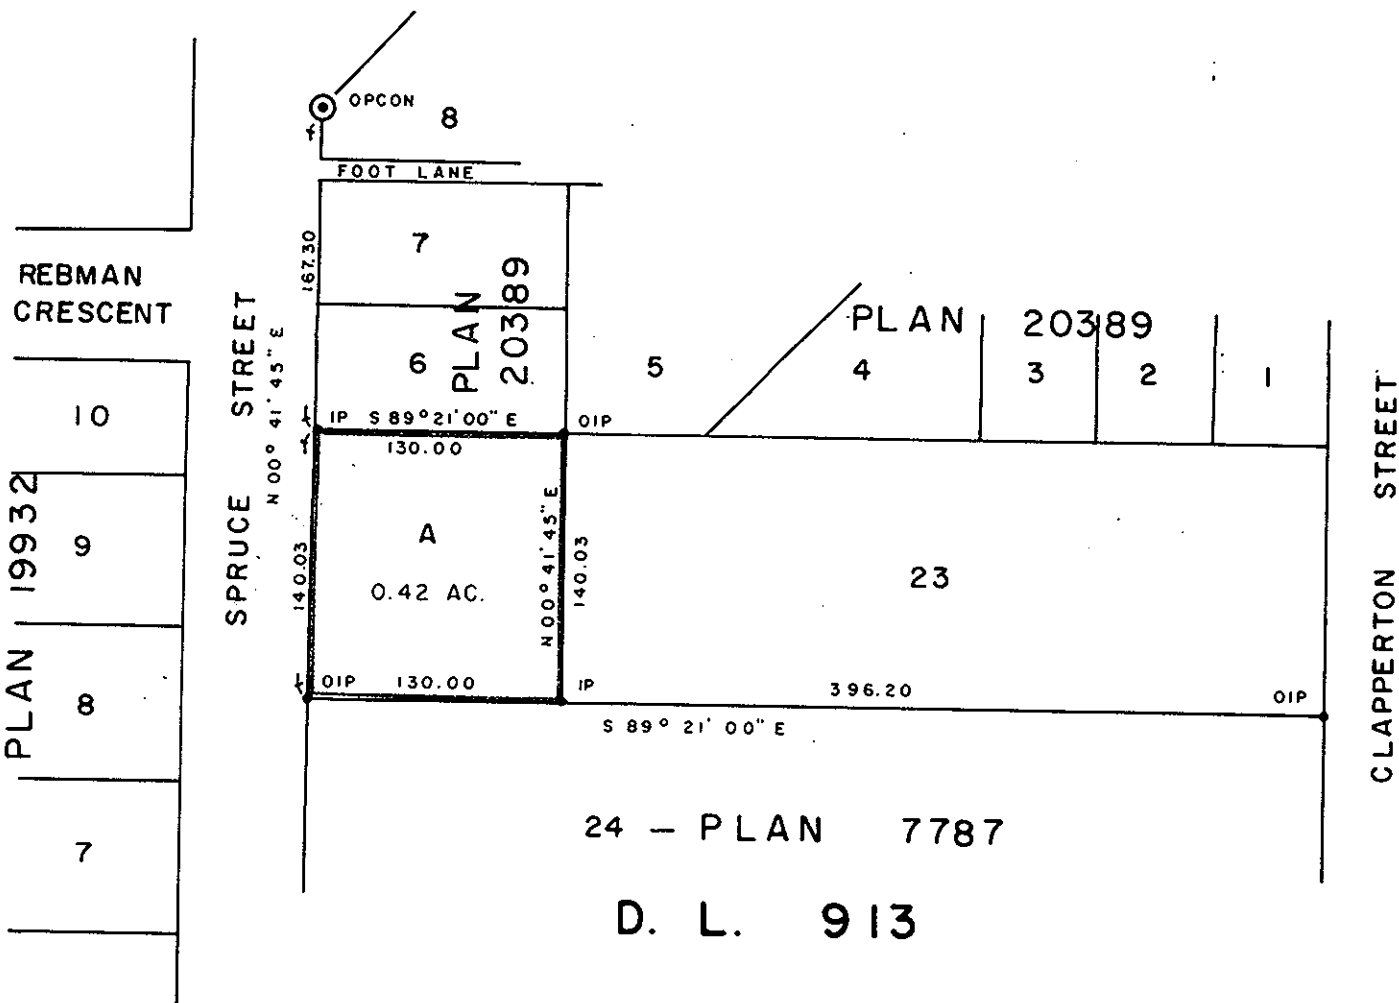 OPCON
8
FOOT LANE
7
167.30
PLAN 20389
6
REBMAN
CRESCENT
SPRUCE STREET
N 00° 41' 45" E
PLAN 20389
5
4
3
2
1
10
9
8
7
PLAN 19932
IP S 89° 21' 00" E OIP
130.00
A
0.42 AC.
140.03
N 00° 41' 45" E
140.03
23
OIP 130.00 IP 396.20 OIP
S 89° 21' 00" E
CLAPPERTON STREET
24 - PLAN 7787
D. L. 913